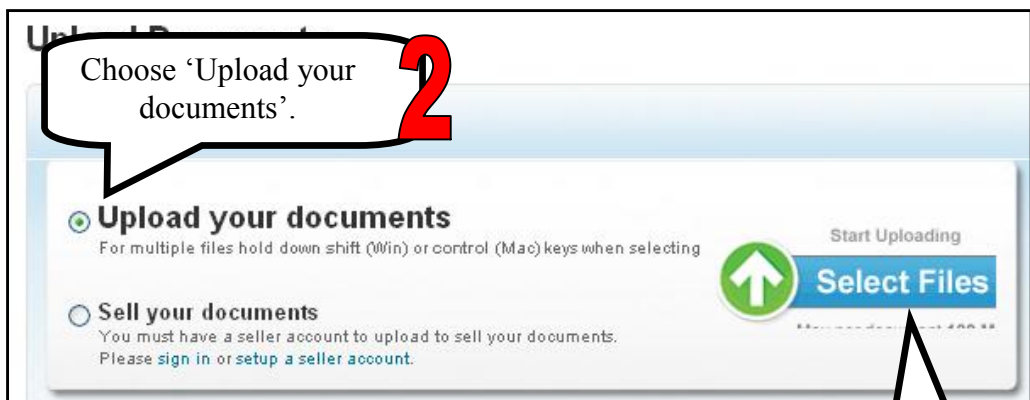 Choose ‘Upload your
documents’.
2
Upload your documents
For multiple files hold down shift (Win) or control (Mac) keys when selecting
Start Uploading
Select Files
Sell your documents
You must have a seller account to upload to sell your documents.
Please sign in or setup a seller account.